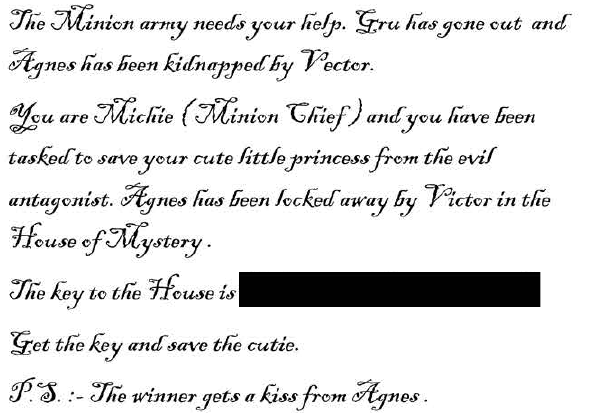 The Minion army needs your help. Gru has gone out and
Agnes has been kidnapped by Vector.
You are Michie (Minion Chief) and you have been
tasked to save your cute little princess from the evil
antagonist. Agnes has been locked away by Victor in the
House of Mystery.
The key to the House is
Get the key and save the cutie.
P.S. :- The winner gets a kiss from Agnes.